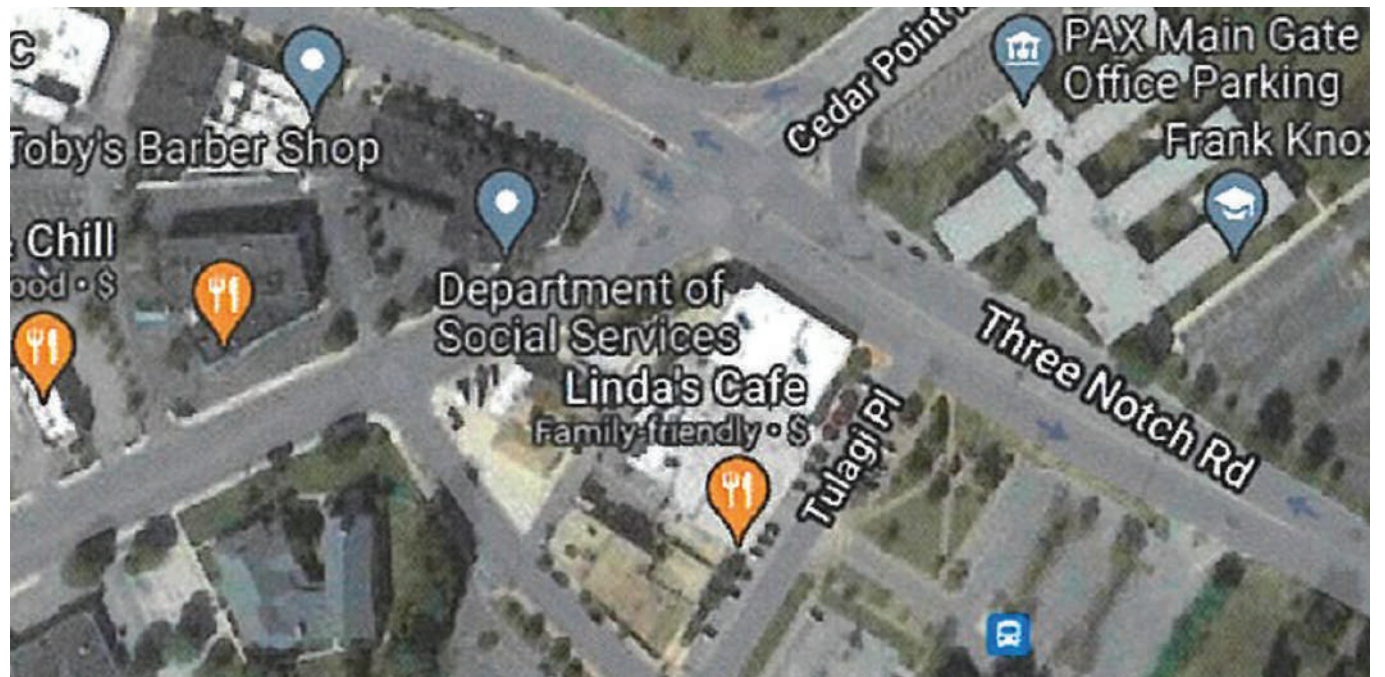 C
Cedar Point
PAX Main Gate
Office Parking
Frank Knox
Toby's Barber Shop
Chill
ood • $
Department of
Social Services
Linda's Cafe
Family-friendly • $
Tulagi Pl
Three Notch Rd